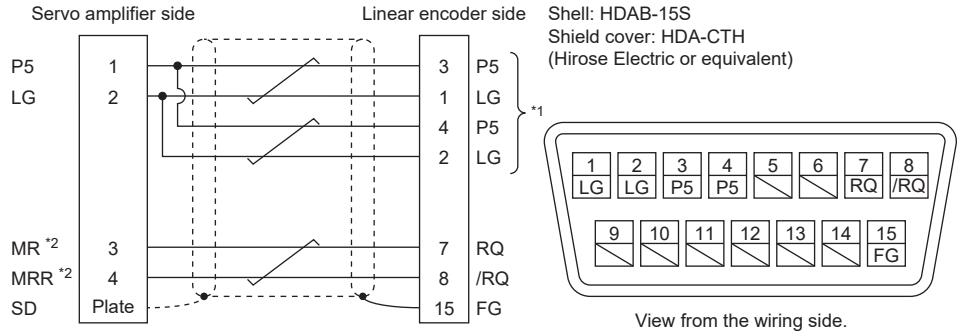 Servo amplifier side
Linear encoder side
Shell: HDAB-15S
Shield cover: HDA-CTH
(Hirose Electric or equivalent)
P5 1 3 P5
LG 2 1 LG
4 P5
2 LG
*1
MR *2 3 7 RQ
MRR *2 4 8 /RQ
SD Plate 15 FG
1 2 3 4 5 6 7 8
LG LG P5 P5 RQ /RQ
9 10 11 12 13 14 15
FG
View from the wiring side.